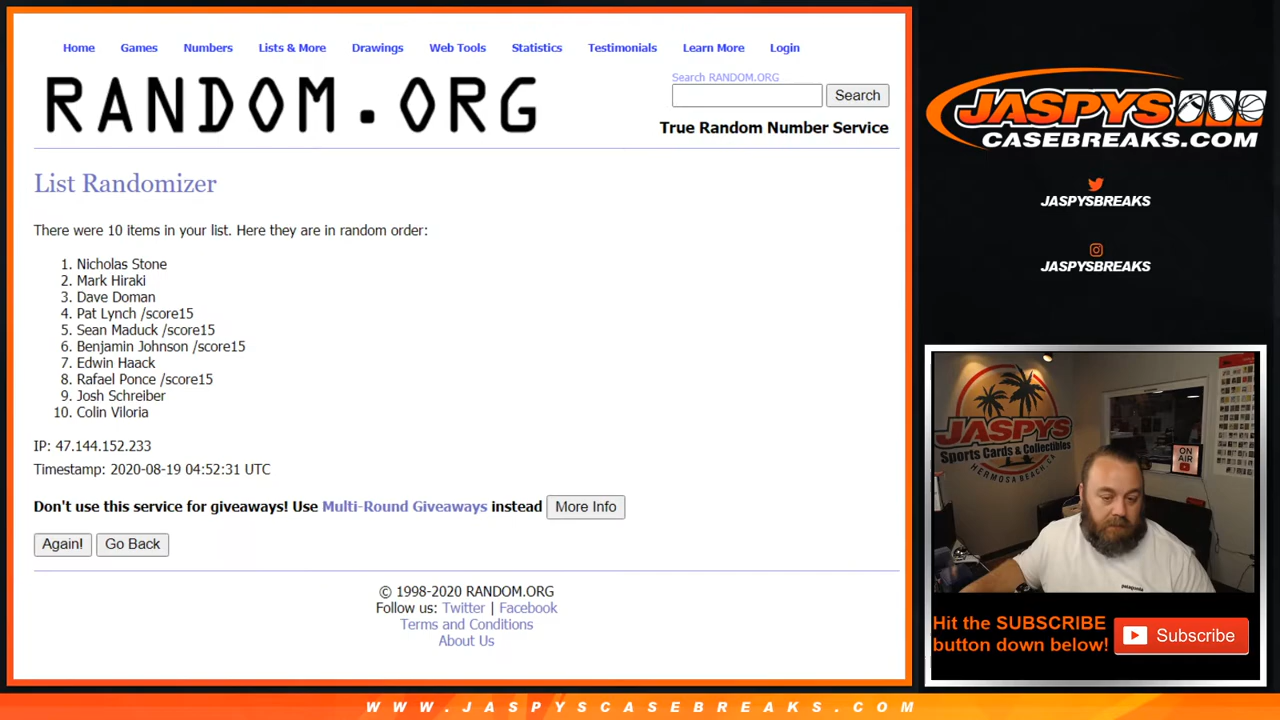 Home Games Numbers Lists & More Drawings Web Tools Statistics Testimonials Learn More Login
RANDOM.ORG
Search RANDOM.ORG
Search
True Random Number Service
List Randomizer
There were 10 items in your list. Here they are in random order:
1. Nicholas Stone
2. Mark Hiraki
3. Dave Doman
4. Pat Lynch /score15
5. Sean Maduck /score15
6. Benjamin Johnson /score15
7. Edwin Haack
8. Rafael Ponce /score15
9. Josh Schreiber
10. Colin Viloria
IP: 47.144.152.233
Timestamp: 2020-08-19 04:52:31 UTC
Don't use this service for giveaways! Use Multi-Round Giveaways instead More Info
Again! Go Back
© 1998-2020 RANDOM.ORG
Follow us: Twitter | Facebook
Terms and Conditions
About Us
JASPYS
CASEBREAKS.COM
JASPYSBREAKS
JASPYSBREAKS
JASPYS
Sports Cards & Collectibles
HERMOSA BEACH, CA
ON AIR
patagonia
Hit the SUBSCRIBE
button down below!
Subscribe
WWW.JASPYSCASEBREAKS.COM